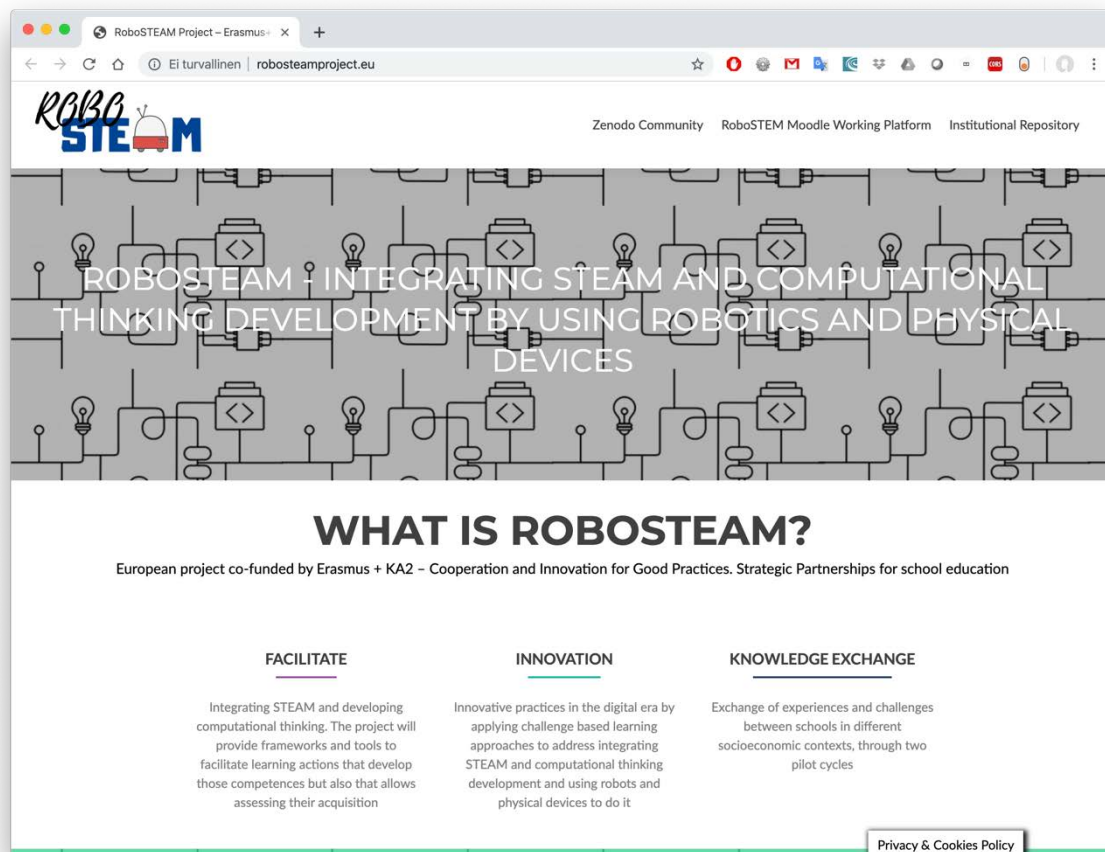 RoboSTEAM Project – Erasmus+
Ei turvallinen | robosteamproject.eu
CORS
ROBO
STEAM
Zenodo Community RoboSTEM Moodle Working Platform Institutional Repository
ROBOSTEAM - INTEGRATING STEAM AND COMPUTATIONAL
THINKING DEVELOPMENT BY USING ROBOTICS AND PHYSICAL
DEVICES
WHAT IS ROBOSTEAM?
European project co-funded by Erasmus + KA2 – Cooperation and Innovation for Good Practices. Strategic Partnerships for school education
FACILITATE
Integrating STEAM and developing
computational thinking. The project will
provide frameworks and tools to
facilitate learning actions that develop
those competences but also that allows
assessing their acquisition
INNOVATION
Innovative practices in the digital era by
applying challenge based learning
approaches to address integrating
STEAM and computational thinking
development and using robots and
physical devices to do it
KNOWLEDGE EXCHANGE
Exchange of experiences and challenges
between schools in different
socioeconomic contexts, through two
pilot cycles
Privacy & Cookies Policy